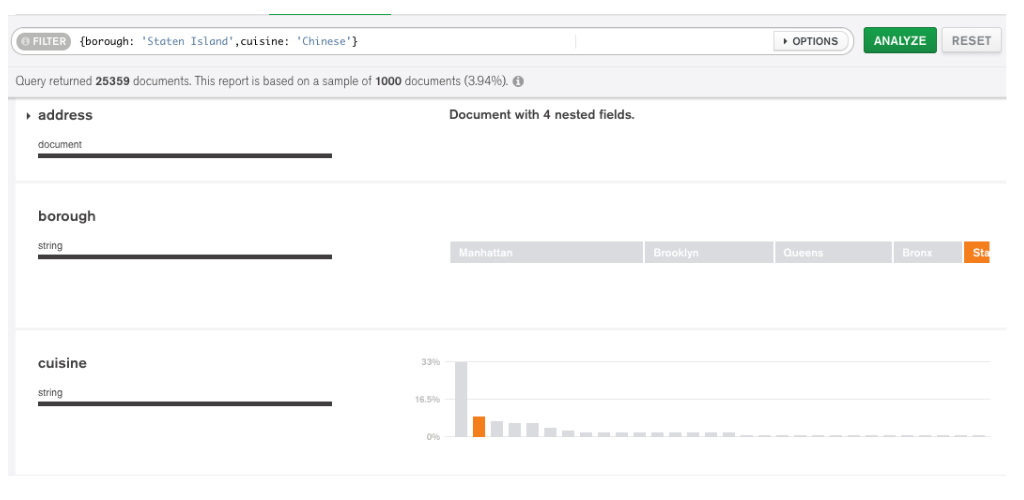 FILTER {borough: 'Staten Island',cuisine: 'Chinese'} OPTIONS ANALYZE RESET
Query returned 25359 documents. This report is based on a sample of 1000 documents (3.94%).
address Document with 4 nested fields.
document
borough
string
Manhattan Brooklyn Queens Bronx Sta
cuisine
33%
string
16.5%
0%